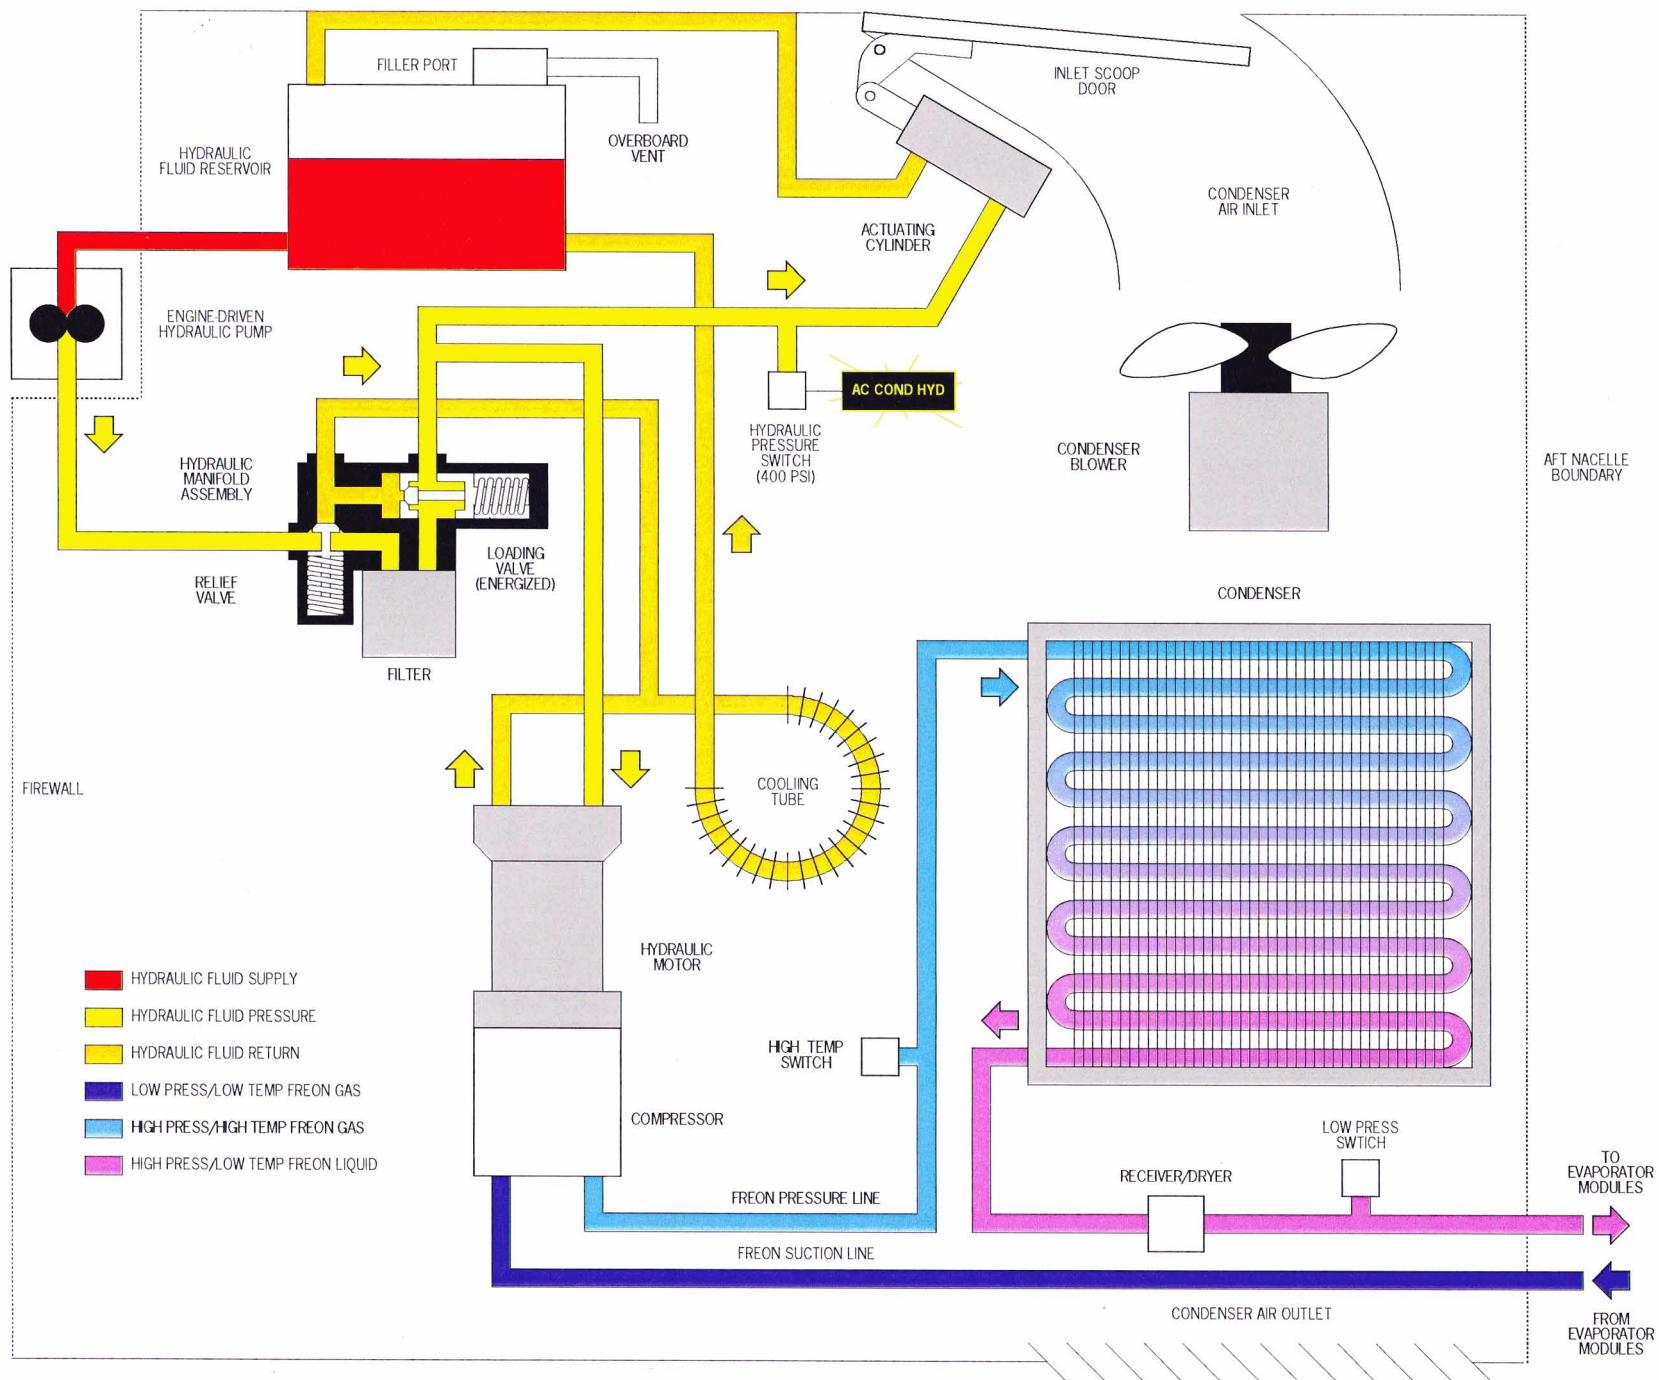 FILLER PORT
OVERBOARD
VENT
INLET SCOOP
DOOR
HYDRAULIC
FLUID RESERVOIR
CONDENSER
AIR INLET
ACTUATING
CYLINDER
ENGINE-DRIVEN
HYDRAULIC PUMP
AC COND HYD
HYDRAULIC
PRESSURE
SWITCH
(400 PSI)
CONDENSER
BLOWER
AFT NACELLE
BOUNDARY
HYDRAULIC
MANIFOLD
ASSEMBLY
LOADING
VALVE
(ENERGIZED)
RELIEF
VALVE
FILTER
CONDENSER
FIREWALL
COOLIING
TUBE
HYDRAULIC
MOTOR
HYDRAULIC FLUID SUPPLY
HYDRAULIC FLUID PRESSURE
HYDRAULIC FLUID RETURN
LOW PRESS/LOW TEMP FREON GAS
HIGH PRESS/HIGH TEMP FREON GAS
HIGH PRESS/LOW TEMP FREON LIQUID
HIGH TEMP
SWITCH
COMPRESSOR
LOW PRESS
SWTICH
RECEIVER/DRYER
TO
EVAPORATOR
MODULES
FREON PRESSURE LINE
FREON SUCTION LINE
CONDENSER AIR OUTLET
FROM
EVAPORATOR
MODULES